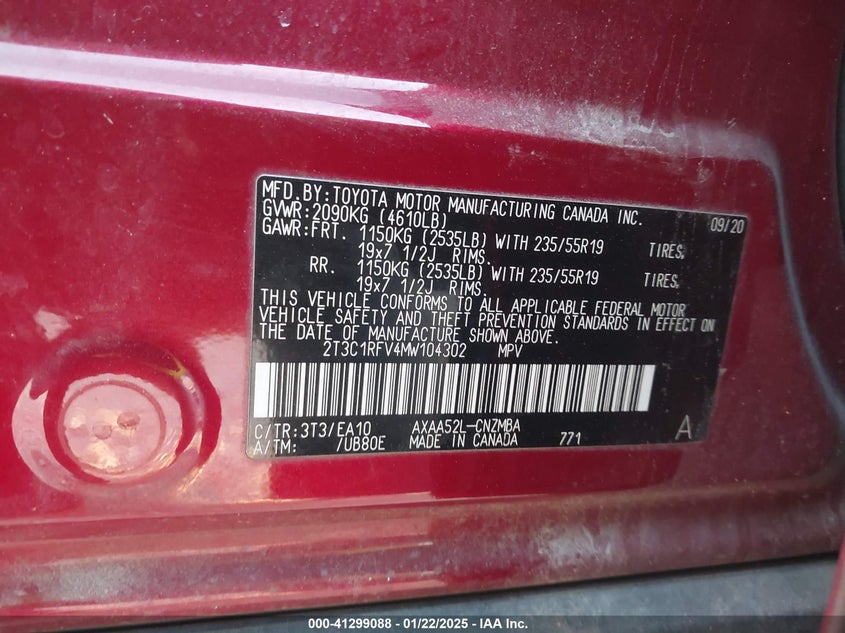 MFD.BY:TOYOTA MOTOR MANUFACTURING CANADA INC. 09/20
GVWR:2090KG (4610LB)
GAWR:FRT. 1150KG (2535LB) WITH 235/55R19 TIRES,
19x7 1/2J RIMS.
RR. 1150KG (2535LB) WITH 235/55R19 TIRES,
19x7 1/2J RIMS.
THIS VEHICLE CONFORMS TO ALL APPLICABLE FEDERAL MOTOR
VEHICLE SAFETY AND THEFT PREVENTION STANDARDS IN EFFECT ON
THE DATE OF MANUFACTURE SHOWN ABOVE.
2T3C1RFV4MW104302 MPV
C/TR:3T3/EA10 AXAA52L-CNZMBA A
A/TM: /UB80E MADE IN CANADA 771
000-41299088 - 01/22/2025 - IAA Inc.